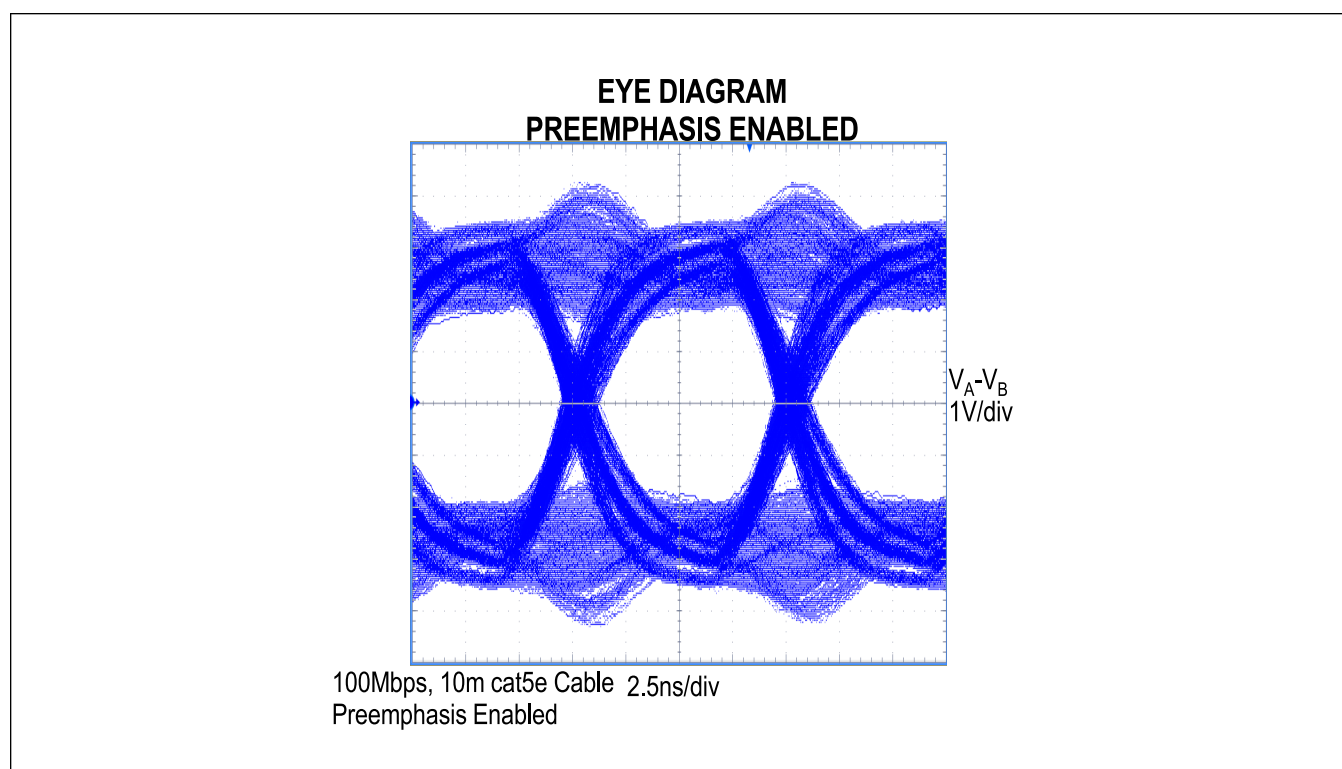 EYE DIAGRAM
PREEMPHASIS ENABLED
VA-VB
1V/div
100Mbps, 10m cat5e Cable 2.5ns/div
Preemphasis Enabled